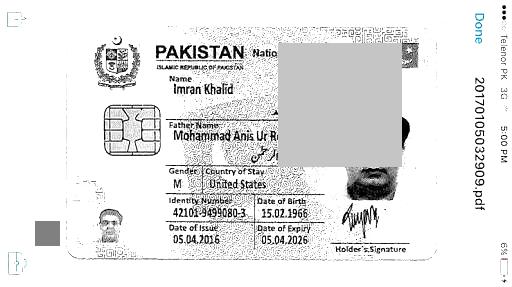 PAKISTAN Natio
ISLAMIC REPUBLIC OF PAKISTAN
Name
Imran Khalid
Father Name
Mohammad Anis Ur R
Gender Country of Stay
M United States
Identity Number Date of Birth
42101-9499080-3 15.02.1966
Date of Issue Date of Expiry
05.04.2016 05.04.2026
Holder's Signature
Done
20170105032909.pdf
Telenor PK 3G
5:00 PM
6%